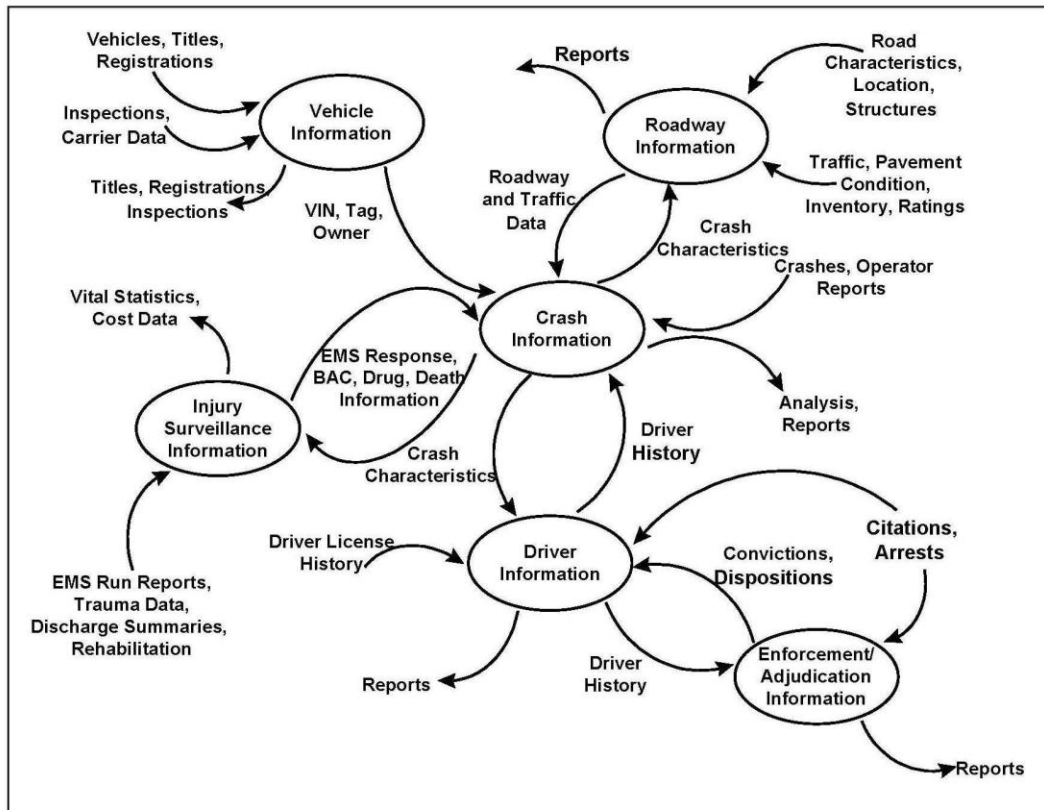 Vehicles, Titles,
Registrations
Inspections,
Carrier Data
Vehicle
Information
Titles, Registrations,
Inspections
VIN, Tag,
Owner
Reports
Road
Characteristics,
Location,
Structures
Roadway
Information
Traffic, Pavement
Condition,
Inventory, Ratings
Roadway
and Traffic
Data
Crash
Characteristics
Crashes, Operator
Reports
Vital Statistics,
Cost Data
Crash
Information
EMS Response,
BAC, Drug, Death
Information
Analysis,
Reports
Injury
Surveillance
Information
Crash
Characteristics
Driver
History
Driver License
History
Driver
Information
Convictions,
Dispositions
Citations,
Arrests
EMS Run Reports,
Trauma Data,
Discharge Summaries,
Rehabilitation
Reports
Driver
History
Enforcement/
Adjudication
Information
Reports